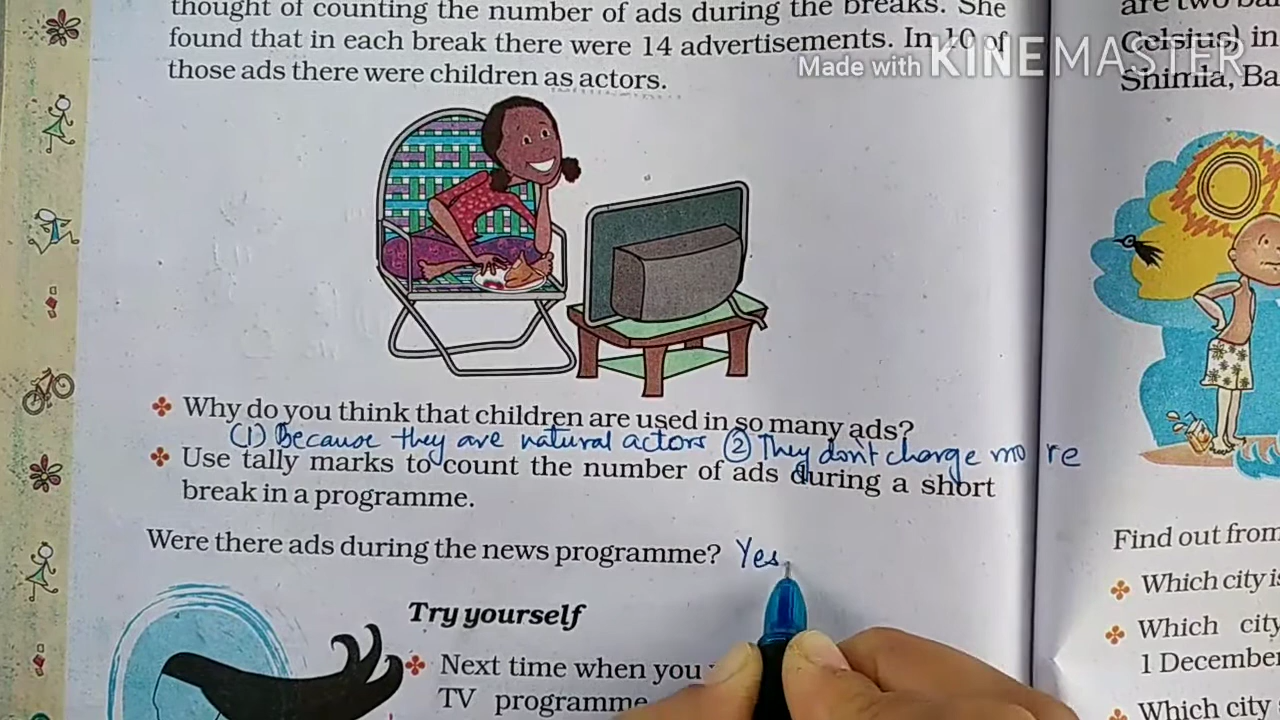 thought of counting the number of ads during the breaks. She
found that in each break there were 14 advertisements. In 10 of
those ads there were children as actors.
Why do you think that children are used in so many ads?
(1) Because they are natural actors (2) They don't charge more
Use tally marks to count the number of ads during a short
break in a programme.
Were there ads during the news programme? Yes.
Try yourself
Next time when you
TV programme
Made with KINEMASTER
are two
Celsius) in
Shimla, Ba
Find out from
Which city is
Which city
1 December
Which city